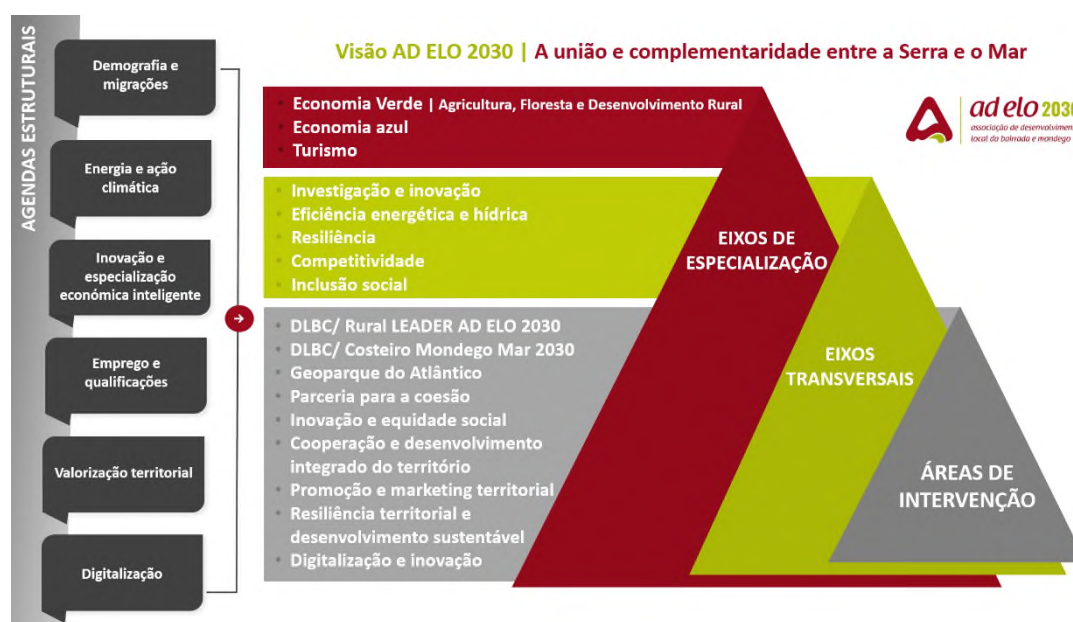 AGENDAS ESTRUTURAIS
Demografia e
migrações
Energia e ação
climática
Inovação e
especialização
económica inteligente
Emprego e
qualificações
Valorização territorial
Digitalização
Visão AD ELO 2030 | A união e complementaridade entre a Serra e o Mar
Economia Verde | Agricultura, Floresta e Desenvolvimento Rural
Economia azul
Turismo
Investigação e inovação
Eficiência energética e hídrica
Resiliência
Competitividade
Inclusão social
DLBC/ Rural LEADER AD ELO 2030
DLBC/ Costeiro Mondego Mar 2030
Geoparque do Atlântico
Parceria para a coesão
Inovação e equidade social
Cooperação e desenvolvimento
integrado do território
Promoção e marketing territorial
Resiliência territorial e
desenvolvimento sustentável
Digitalização e inovação
EIXOS DE
ESPECIALIZAÇÃO
EIXOS
TRANSVERSAIS
ÁREAS DE
INTERVENÇÃO
ad elo 2030
associação de desenvolviment
local da bairrada e mondego